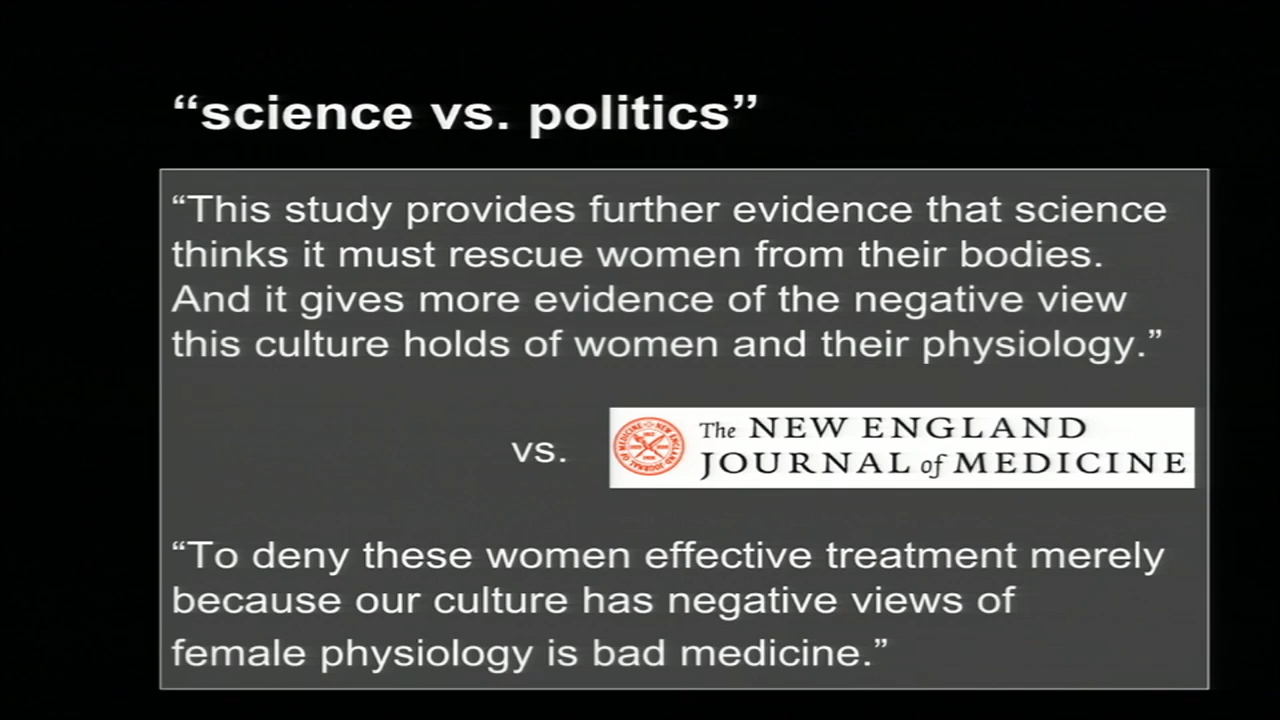 “science vs. politics”
“This study provides further evidence that science
thinks it must rescue women from their bodies.
And it gives more evidence of the negative view
this culture holds of women and their physiology.”
vs.
The NEW ENGLAND
JOURNAL of MEDICINE
“To deny these women effective treatment merely
because our culture has negative views of
female physiology is bad medicine.”